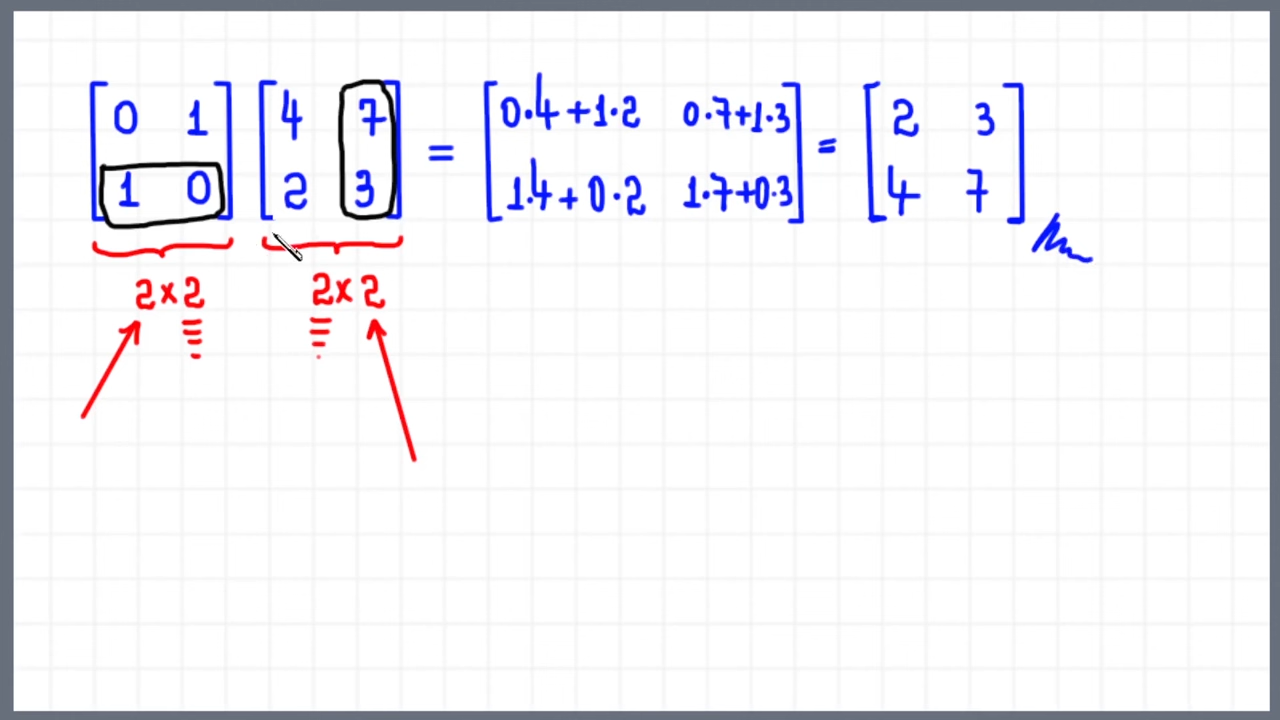 [0 1] [4 7] = [0·4+1·2 0·7+1·3] = [2 3]
[1 0] [2 3] [1·4+0·2 1·7+0·3] [4 7]
2×2 2×2